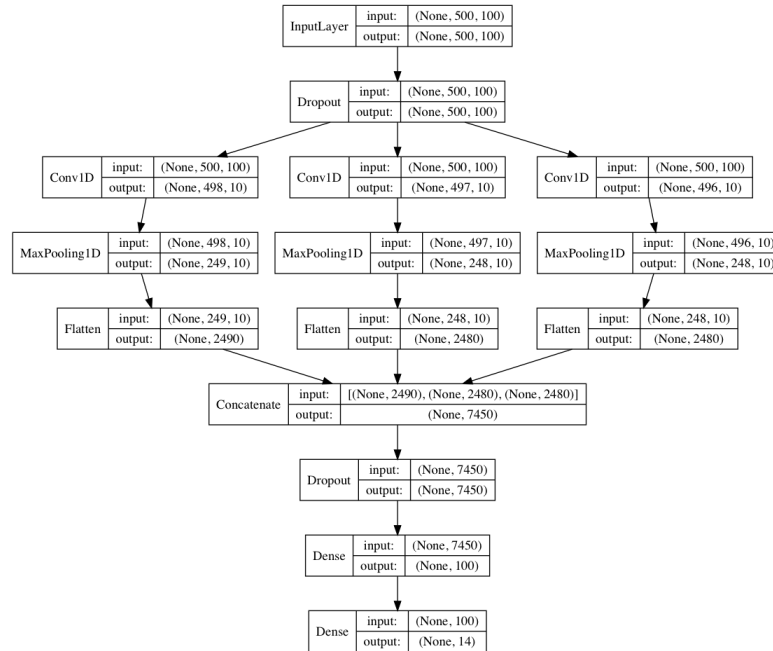 InputLayer
input: (None, 500, 100)
output: (None, 500, 100)
Dropout
input: (None, 500, 100)
output: (None, 500, 100)
Conv1D
input: (None, 500, 100)
output: (None, 498, 10)
Conv1D
input: (None, 500, 100)
output: (None, 497, 10)
Conv1D
input: (None, 500, 100)
output: (None, 496, 10)
MaxPooling1D
input: (None, 498, 10)
output: (None, 249, 10)
MaxPooling1D
input: (None, 497, 10)
output: (None, 248, 10)
MaxPooling1D
input: (None, 496, 10)
output: (None, 248, 10)
Flatten
input: (None, 249, 10)
output: (None, 2490)
Flatten
input: (None, 248, 10)
output: (None, 2480)
Flatten
input: (None, 248, 10)
output: (None, 2480)
Concatenate
input: [(None, 2490), (None, 2480), (None, 2480)]
output: (None, 7450)
Dropout
input: (None, 7450)
output: (None, 7450)
Dense
input: (None, 7450)
output: (None, 100)
Dense
input: (None, 100)
output: (None, 14)